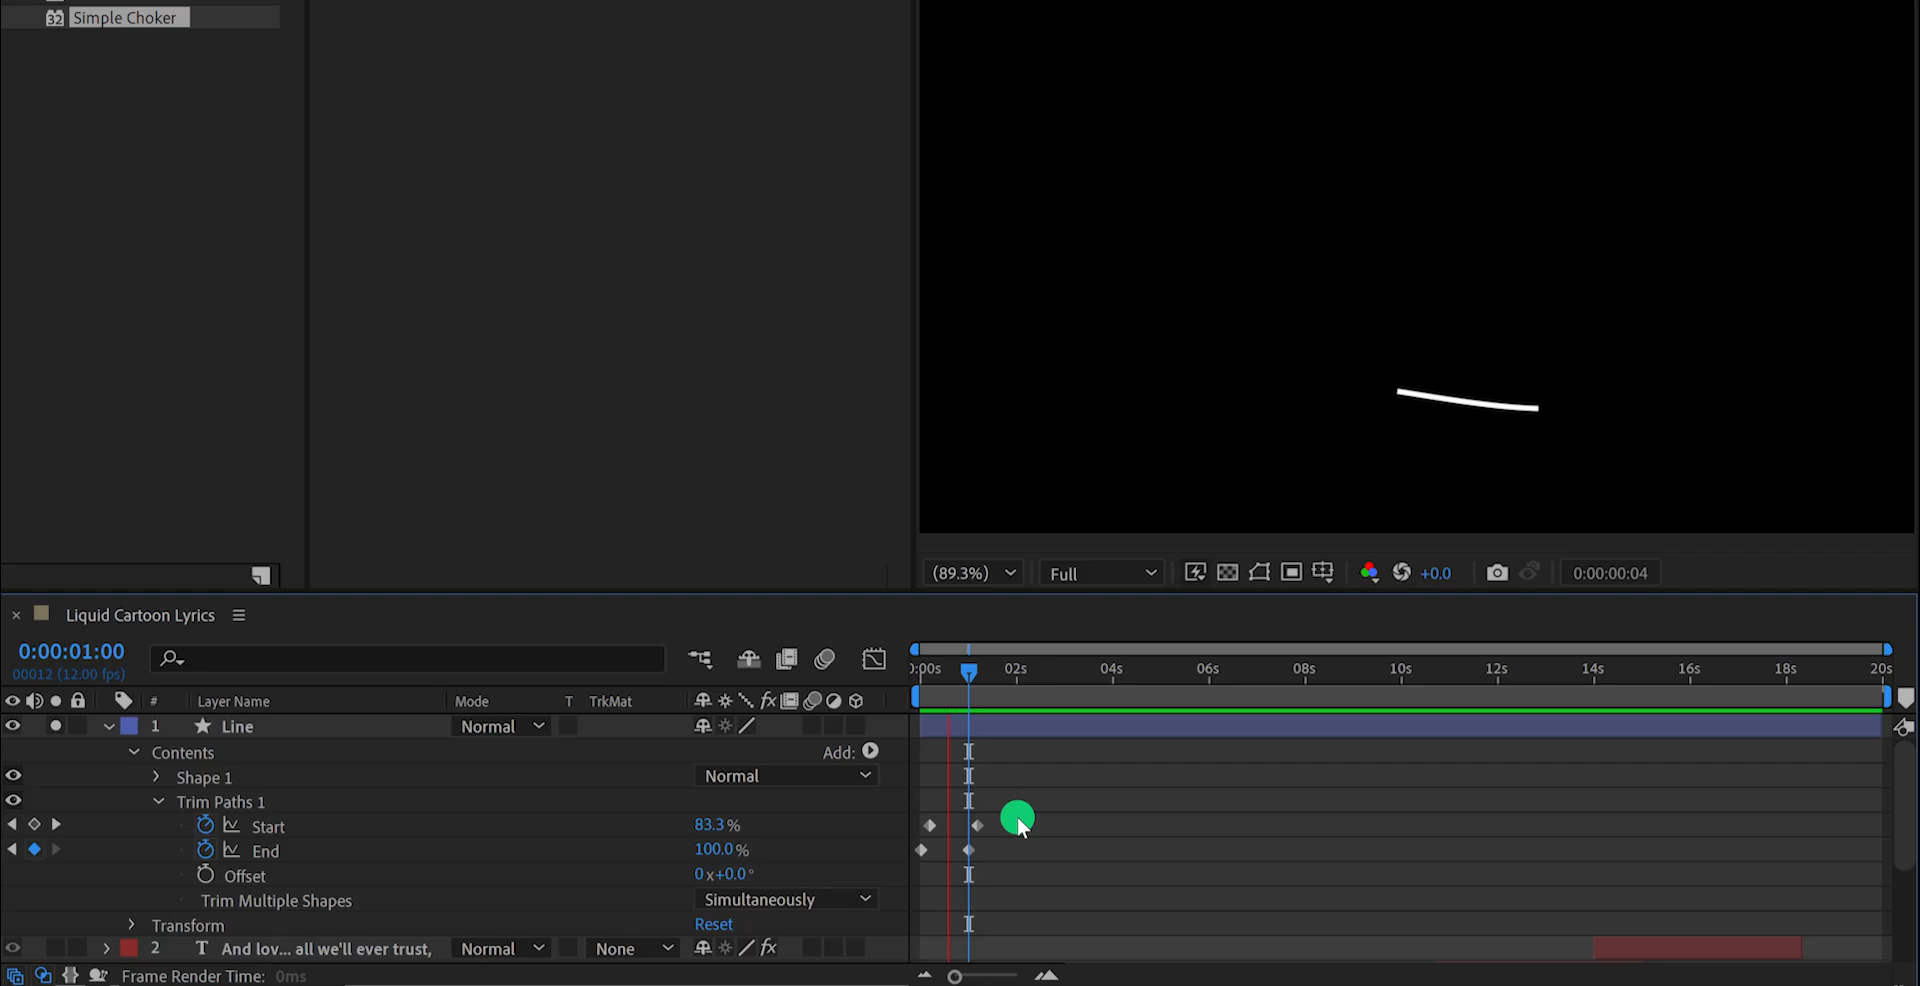 32 Simple Choker
(89.3%) Full +0.0 0:00:00:04
× Liquid Cartoon Lyrics
0:00:01:00
00012 (12.00 fps)
0:00s 02s 04s 06s 08s 10s 12s 14s 16s 18s 20s
# Layer Name Mode T TrkMat fx
1 Line Normal
Contents Add:
Shape 1 Normal
Trim Paths 1
Start 83.3%
End 100.0%
Offset 0x+0.0°
Trim Multiple Shapes Simultaneously
Transform Reset
2 T And lov... all we'll ever trust, Normal None fx
Frame Render Time: 0ms